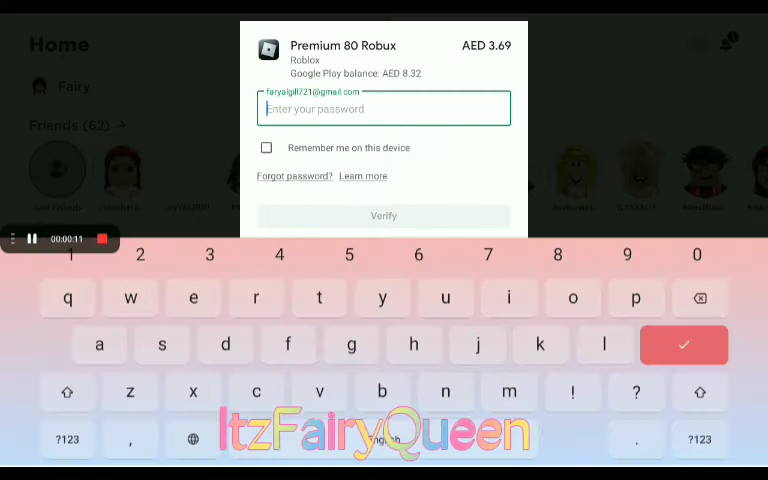 Home
Premium 80 Robux
AED 3.69
Roblox
Google Play balance: AED 8.32
1
Fairy
faryalgill721@gmail.com
Enter your password
Friends (62) →
Remember me on this device
Forgot password? Learn more
Verify
00:00:11
1 2 3 4 5 6 7 8 9 0
q w e r t y u i o p
a s d f g h j k l
z x c v b n m ! ?
?123 , English . ?123
ItzFairyQueen